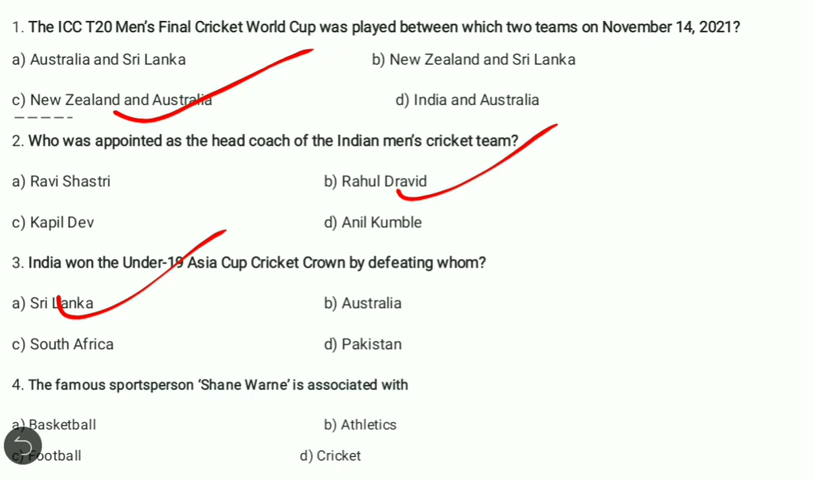 1. The ICC T20 Men's Final Cricket World Cup was played between which two teams on November 14, 2021?
a) Australia and Sri Lanka b) New Zealand and Sri Lanka
c) New Zealand and Australia d) India and Australia
2. Who was appointed as the head coach of the Indian men's cricket team?
a) Ravi Shastri b) Rahul Dravid
c) Kapil Dev d) Anil Kumble
3. India won the Under-19 Asia Cup Cricket Crown by defeating whom?
a) Sri Lanka b) Australia
c) South Africa d) Pakistan
4. The famous sportsperson ‘Shane Warne’ is associated with
a) Basketball b) Athletics
c) Football d) Cricket